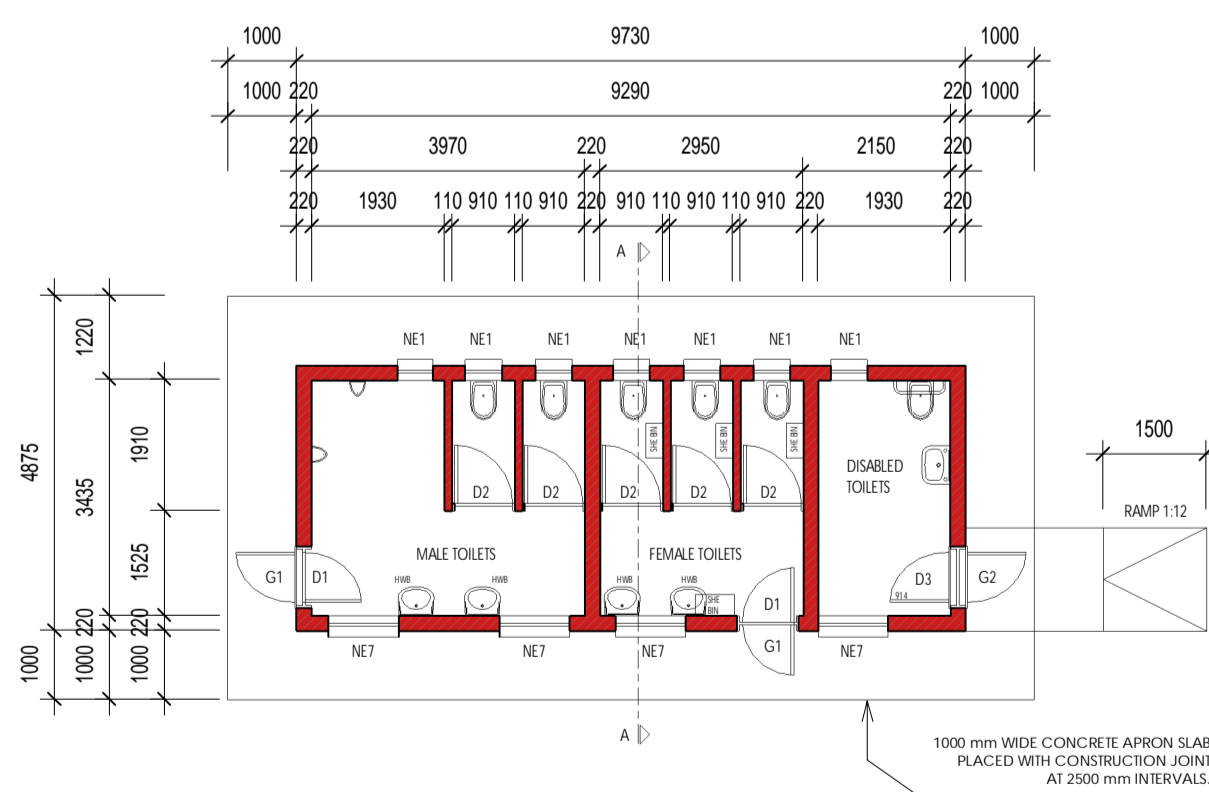 1000 9730 1000
1000 220 9290 220 1000
220 3970 220 2950 2150 220
220 1930 110 910 110 910 220 910 110 910 110 910 220 1930 220
A
1220
NE1 NE1 NE1 NE1 NE1 NE1 NE1
4875
3435
1910
SHE BIN SHE BIN SHE BIN
1500
DISABLED
TOILETS
D2 D2 D2 D2 D2
RAMP 1:12
1525
MALE TOILETS FEMALE TOILETS
G1 D1 D3 G2
914
HWB HWB HWB HWB
SHE
BIN
D1
220 220
G1
NE7 NE7 NE7 NE7
1000 1000 1000
A
1000 mm WIDE CONCRETE APRON SLAB
PLACED WITH CONSTRUCTION JOINT
AT 2500 mm INTERVALS.